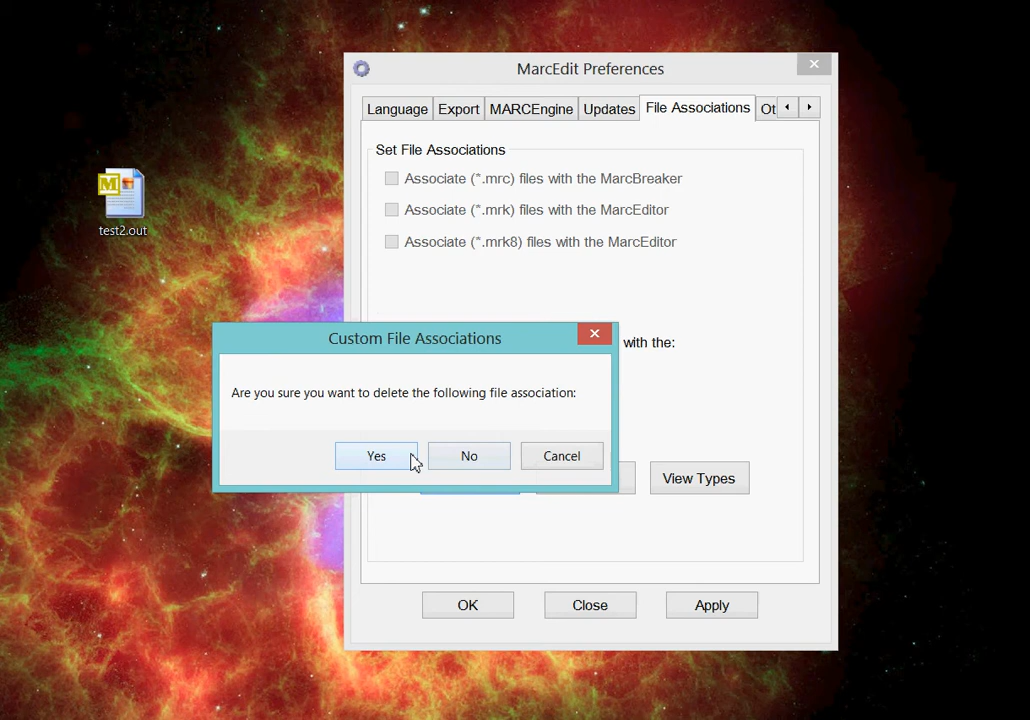 MarcEdit Preferences
Language Export MARCEngine Updates File Associations Ot
Set File Associations
Associate (*.mrc) files with the MarcBreaker
Associate (*.mrk) files with the MarcEditor
Associate (*.mrk8) files with the MarcEditor
M
test2.out
with the:
Custom File Associations
Are you sure you want to delete the following file association:
Yes No Cancel
View Types
OK Close Apply